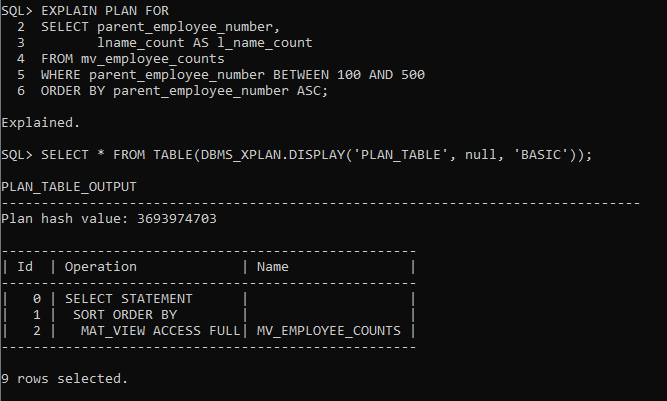 SQL> EXPLAIN PLAN FOR
  2  SELECT parent_employee_number,
  3         lname_count AS l_name_count
  4  FROM mv_employee_counts
  5  WHERE parent_employee_number BETWEEN 100 AND 500
  6  ORDER BY parent_employee_number ASC;

Explained.

SQL> SELECT * FROM TABLE(DBMS_XPLAN.DISPLAY('PLAN_TABLE', null, 'BASIC'));

PLAN_TABLE_OUTPUT
--------------------------------------------------------------------------------
Plan hash value: 3693974703

----------------------------------------------------
| Id  | Operation             | Name               |
----------------------------------------------------
|   0 | SELECT STATEMENT      |                    |
|   1 |  SORT ORDER BY        |                    |
|   2 |   MAT_VIEW ACCESS FULL| MV_EMPLOYEE_COUNTS |
----------------------------------------------------

9 rows selected.